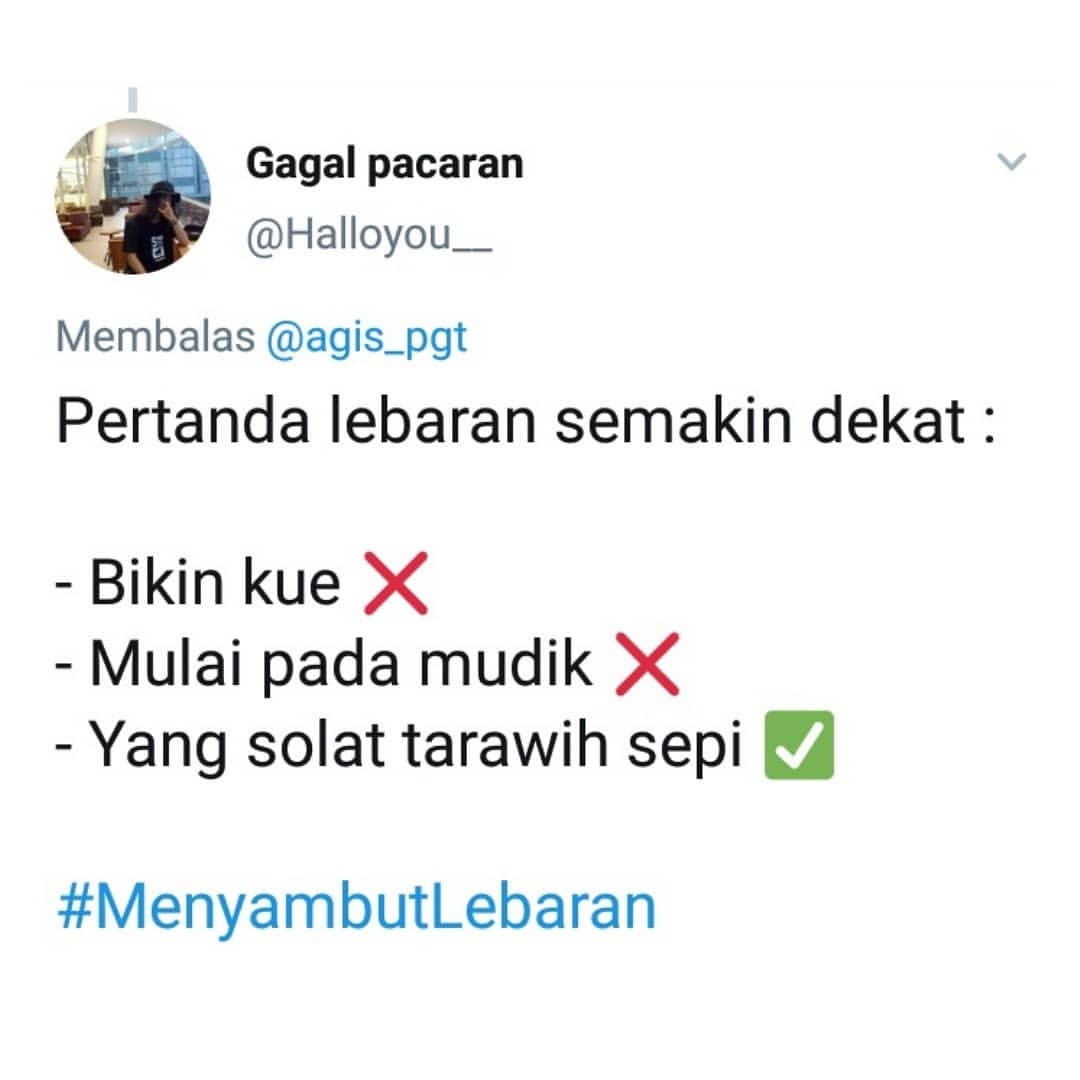 Gagal pacaran
@Halloyou__
Membalas @agis_pgt
Pertanda lebaran semakin dekat :
- Bikin kue ❌
- Mulai pada mudik ❌
- Yang solat tarawih sepi ✅
#MenyambutLebaran